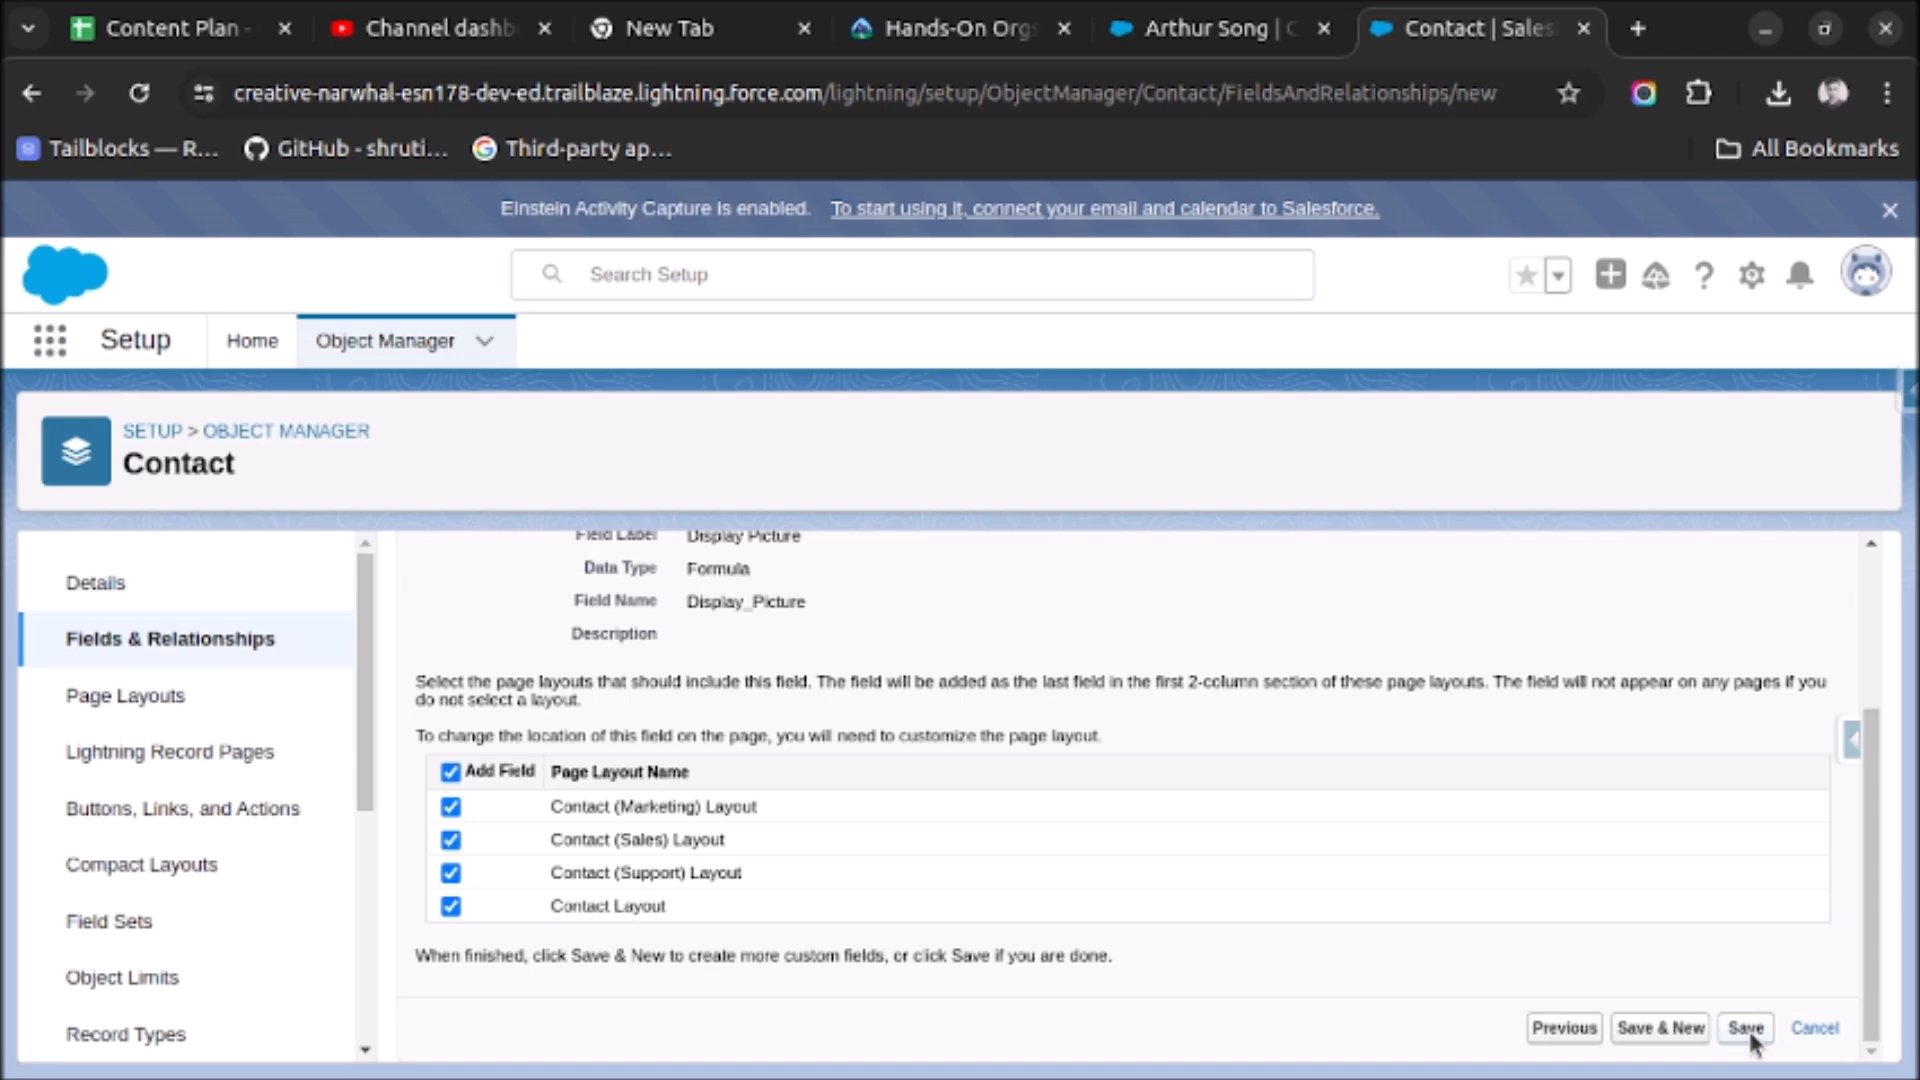 Content Plan -
Channel dashb
New Tab
Hands-On Orgs
Arthur Song | C
Contact | Sales
creative-narwhal-esn178-dev-ed.trailblaze.lightning.force.com/lightning/setup/ObjectManager/Contact/FieldsAndRelationships/new
Tailblocks — R...
GitHub - shruti...
Third-party ap...
All Bookmarks
Einstein Activity Capture is enabled. To start using it, connect your email and calendar to Salesforce.
Search Setup
Setup
Home
Object Manager
SETUP > OBJECT MANAGER
Contact
Details
Fields & Relationships
Page Layouts
Lightning Record Pages
Buttons, Links, and Actions
Compact Layouts
Field Sets
Object Limits
Record Types
Field Label Display Picture
Data Type Formula
Field Name Display_Picture
Description
Select the page layouts that should include this field. The field will be added as the last field in the first 2-column section of these page layouts. The field will not appear on any pages if you
do not select a layout.
To change the location of this field on the page, you will need to customize the page layout.
Add Field Page Layout Name
Contact (Marketing) Layout
Contact (Sales) Layout
Contact (Support) Layout
Contact Layout
When finished, click Save & New to create more custom fields, or click Save if you are done.
Previous Save & New Save Cancel